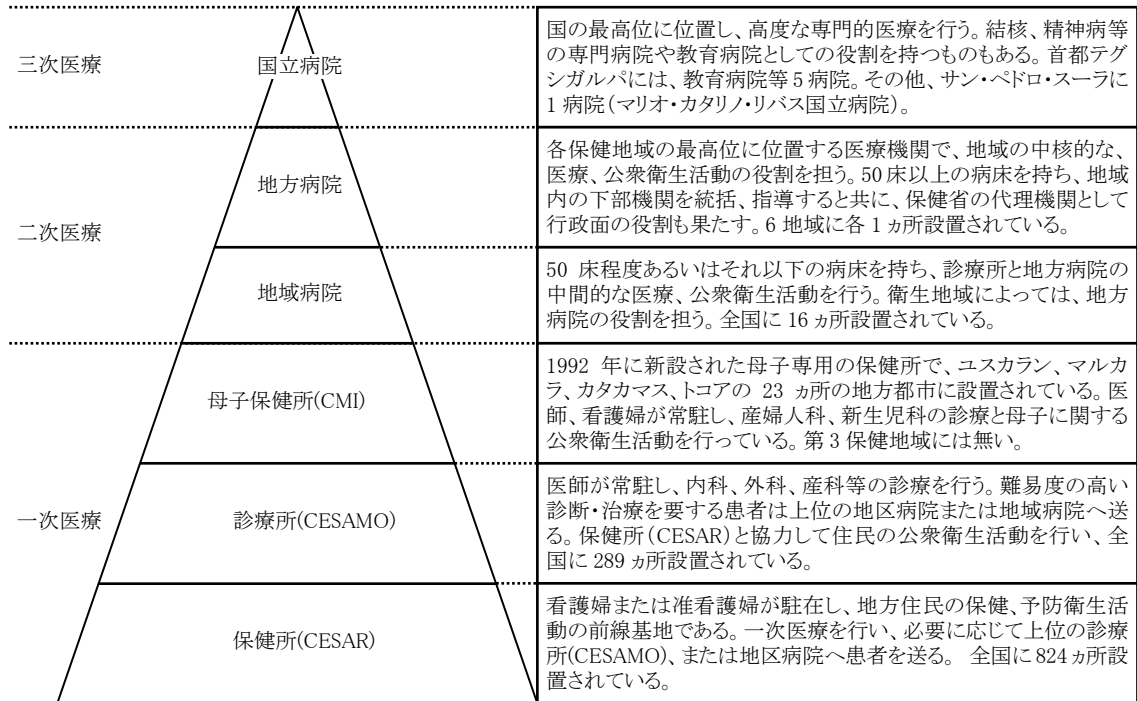 三次医療
国立病院
国の最高位に位置し、高度な専門的医療を行う。結核、精神病等
の専門病院や教育病院としての役割を持つものもある。首都テグ
シガルパには、教育病院等 5 病院。その他、サン・ペドロ・スーラに
1 病院(マリオ・カタリノ・リバス国立病院)。
二次医療
地方病院
各保健地域の最高位に位置する医療機関で、地域の中核的な、
医療、公衆衛生活動の役割を担う。50 床以上の病床を持ち、地域
内の下部機関を統括、指導すると共に、保健省の代理機関として
行政面の役割も果たす。6 地域に各 1 ヵ所設置されている。
地域病院
50 床程度あるいはそれ以下の病床を持ち、診療所と地方病院の
中間的な医療、公衆衛生活動を行う。衛生地域によっては、地方
病院の役割を担う。全国に 16 ヵ所設置されている。
一次医療
母子保健所(CMI)
1992 年に新設された母子専用の保健所で、ユスカラン、マルカ
ラ、カタカマス、トコアの 23 ヵ所の地方都市に設置されている。医
師、看護婦が常駐し、産婦人科、新生児科の診療と母子に関する
公衆衛生活動を行っている。第 3 保健地域には無い。
診療所(CESAMO)
医師が常駐し、内科、外科、産科等の診療を行う。難易度の高い
診断・治療を要する患者は上位の地区病院または地域病院へ送
る。保健所(CESAR)と協力して住民の公衆衛生活動を行い、全
国に 289 ヵ所設置されている。
保健所(CESAR)
看護婦または准看護婦が駐在し、地方住民の保健、予防衛生活
動の前線基地である。一次医療を行い、必要に応じて上位の診療
所(CESAMO)、または地区病院へ患者を送る。 全国に 824 ヵ所設
置されている。